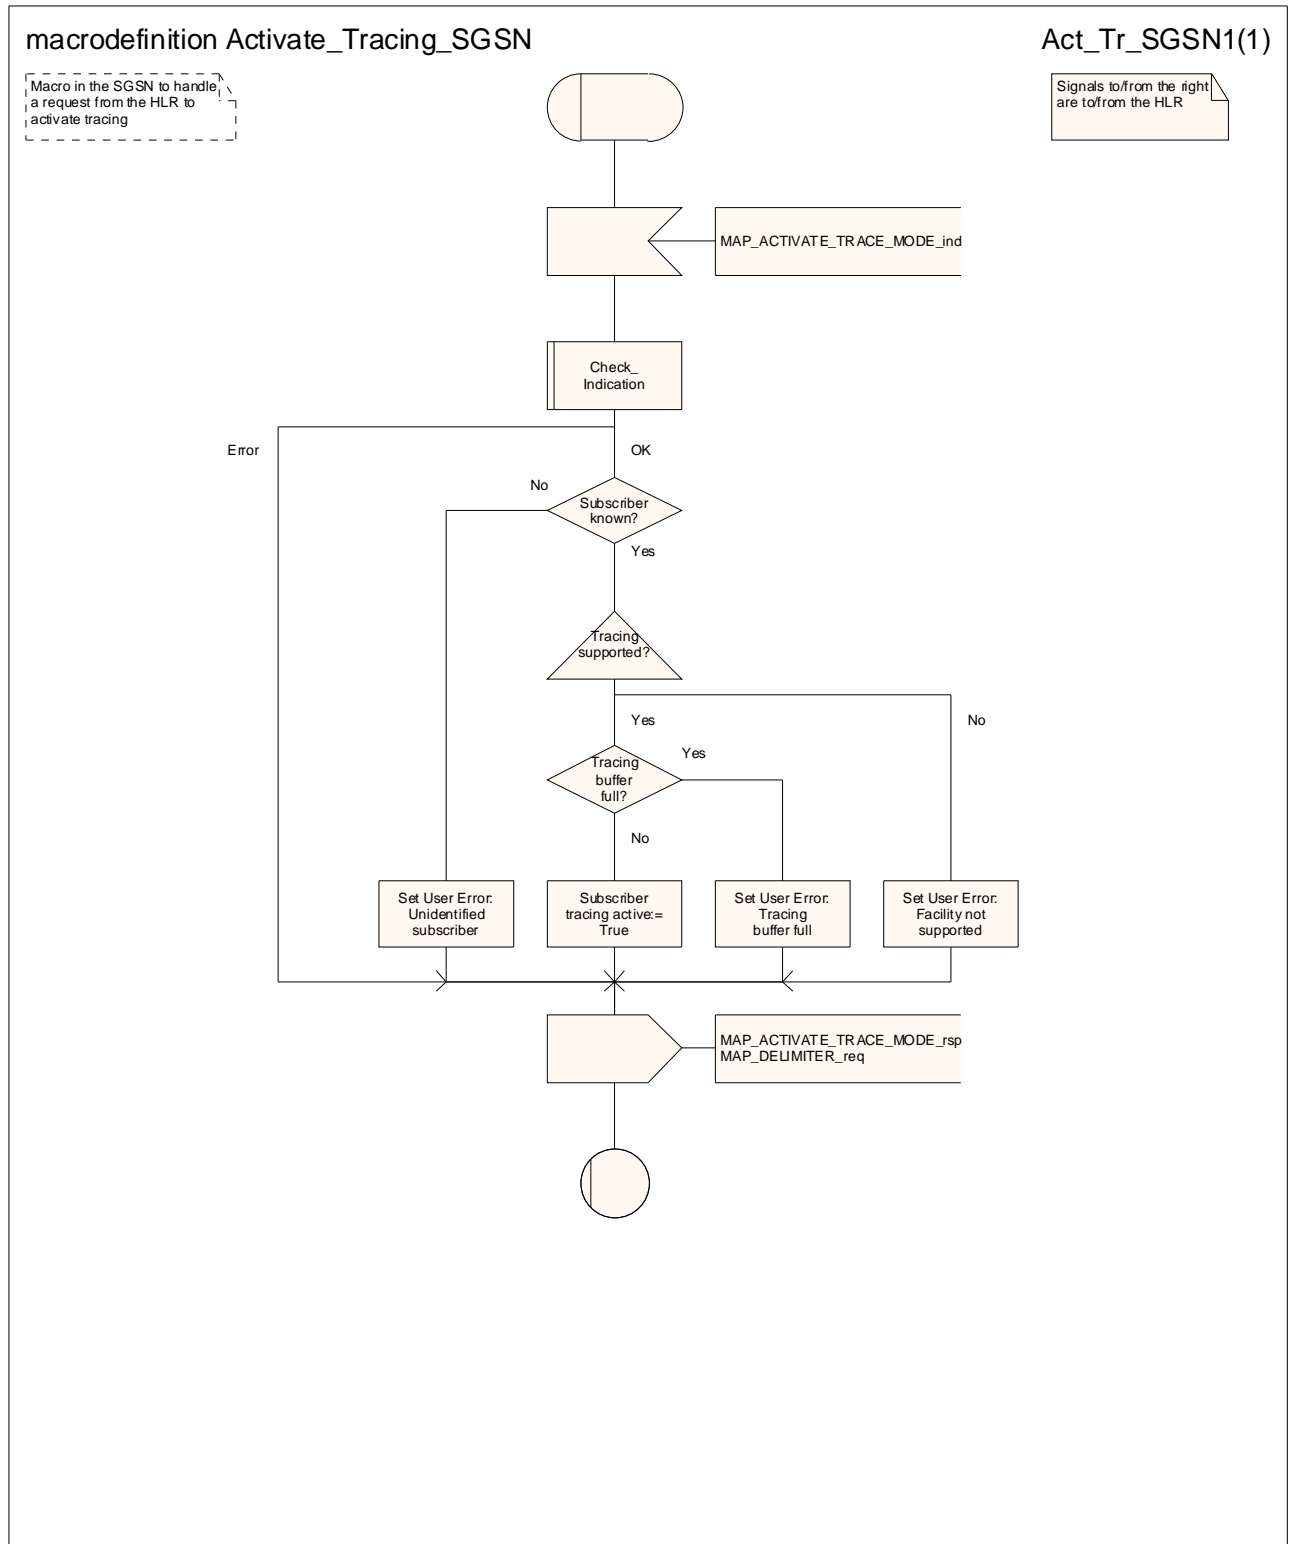 macrodefinition Activate_Tracing_SGSN
Act_Tr_SGSN1(1)
Macro in the SGSN to handle
a request from the HLR to
activate tracing
Signals to/from the right
are to/from the HLR
MAP_ACTIVATE_TRACE_MODE_ind
Check_
Indication
Error
OK
No
Subscriber
known?
Yes
Tracing
supported?
Yes
No
Yes
Tracing
buffer
full?
No
Set User Error:
Unidentified
subscriber
Subscriber
tracing active:=
True
Set User Error:
Tracing
buffer full
Set User Error:
Facility not
supported
MAP_ACTIVATE_TRACE_MODE_rsp
MAP_DELIMITER_req